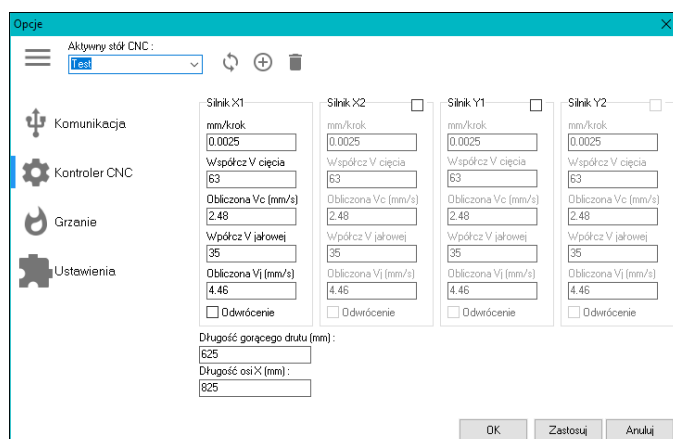 Opcje
Aktywny stół CNC :
Test
Komunikacja
Kontroler CNC
Grzanie
Ustawienia
Silnik X1
mm/krok
0.0025
Współcz V cięcia
63
Obliczona Vc (mm/s)
2.48
Wpółcz V jałowej
35
Obliczona Vj (mm/s)
4.46
Odwrócenie
Silnik X2
mm/krok
0.0025
Współcz V cięcia
63
Obliczona Vc (mm/s)
2.48
Wpółcz V jałowej
35
Obliczona Vj (mm/s)
4.46
Odwrócenie
Silnik Y1
mm/krok
0.0025
Współcz V cięcia
63
Obliczona Vc (mm/s)
2.48
Wpółcz V jałowej
35
Obliczona Vj (mm/s)
4.46
Odwrócenie
Silnik Y2
mm/krok
0.0025
Współcz V cięcia
63
Obliczona Vc (mm/s)
2.48
Wpółcz V jałowej
35
Obliczona Vj (mm/s)
4.46
Odwrócenie
Długość gorącego drutu (mm) :
625
Długość osi X (mm) :
825
OK
Zastosuj
Anuluj